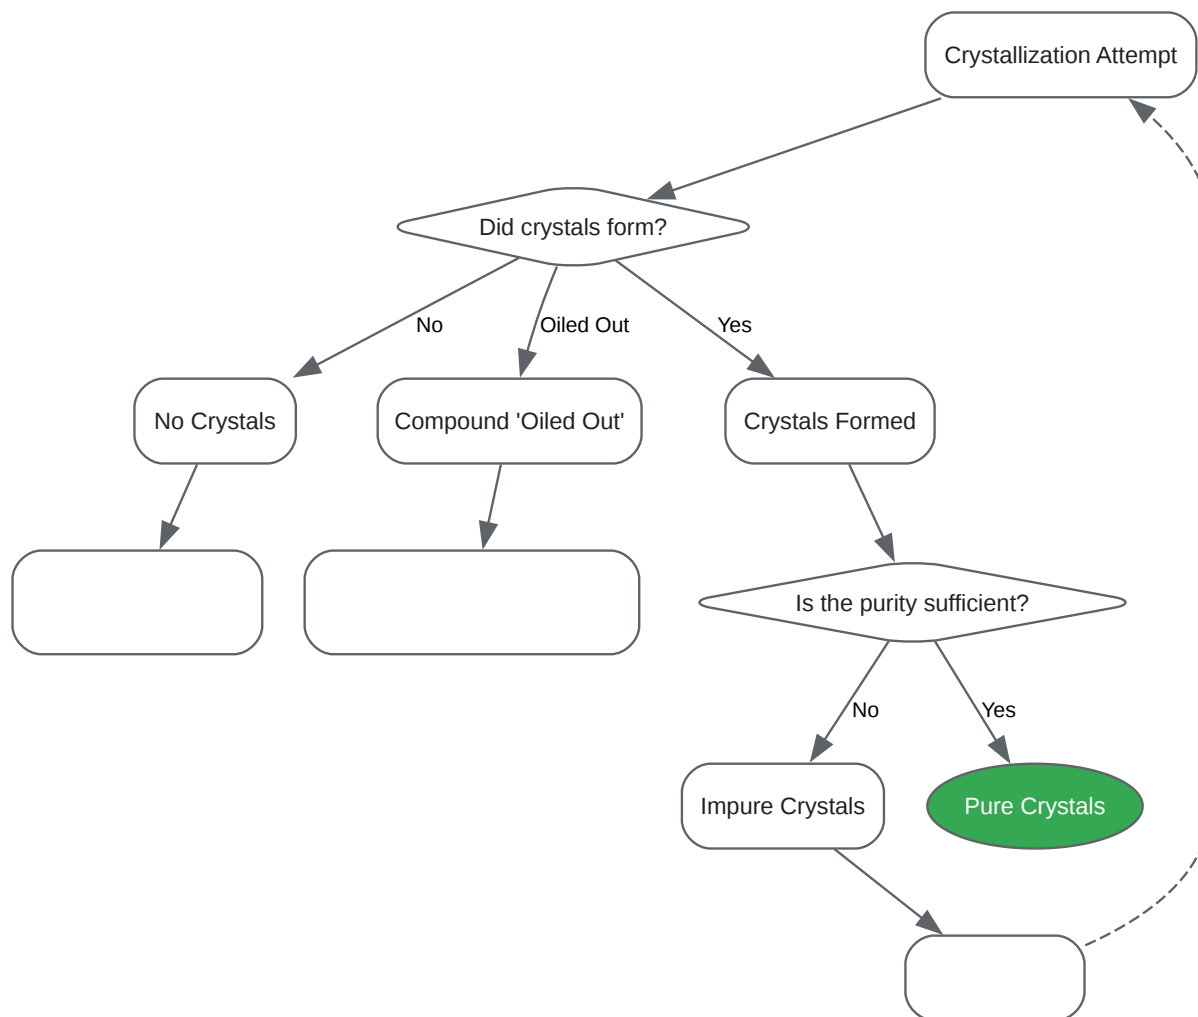 Crystallization Attempt
Did crystals form?
No
Oiled Out
Yes
No Crystals
Compound 'Oiled Out'
Crystals Formed
Is the purity sufficient?
No
Yes
Impure Crystals
Pure Crystals